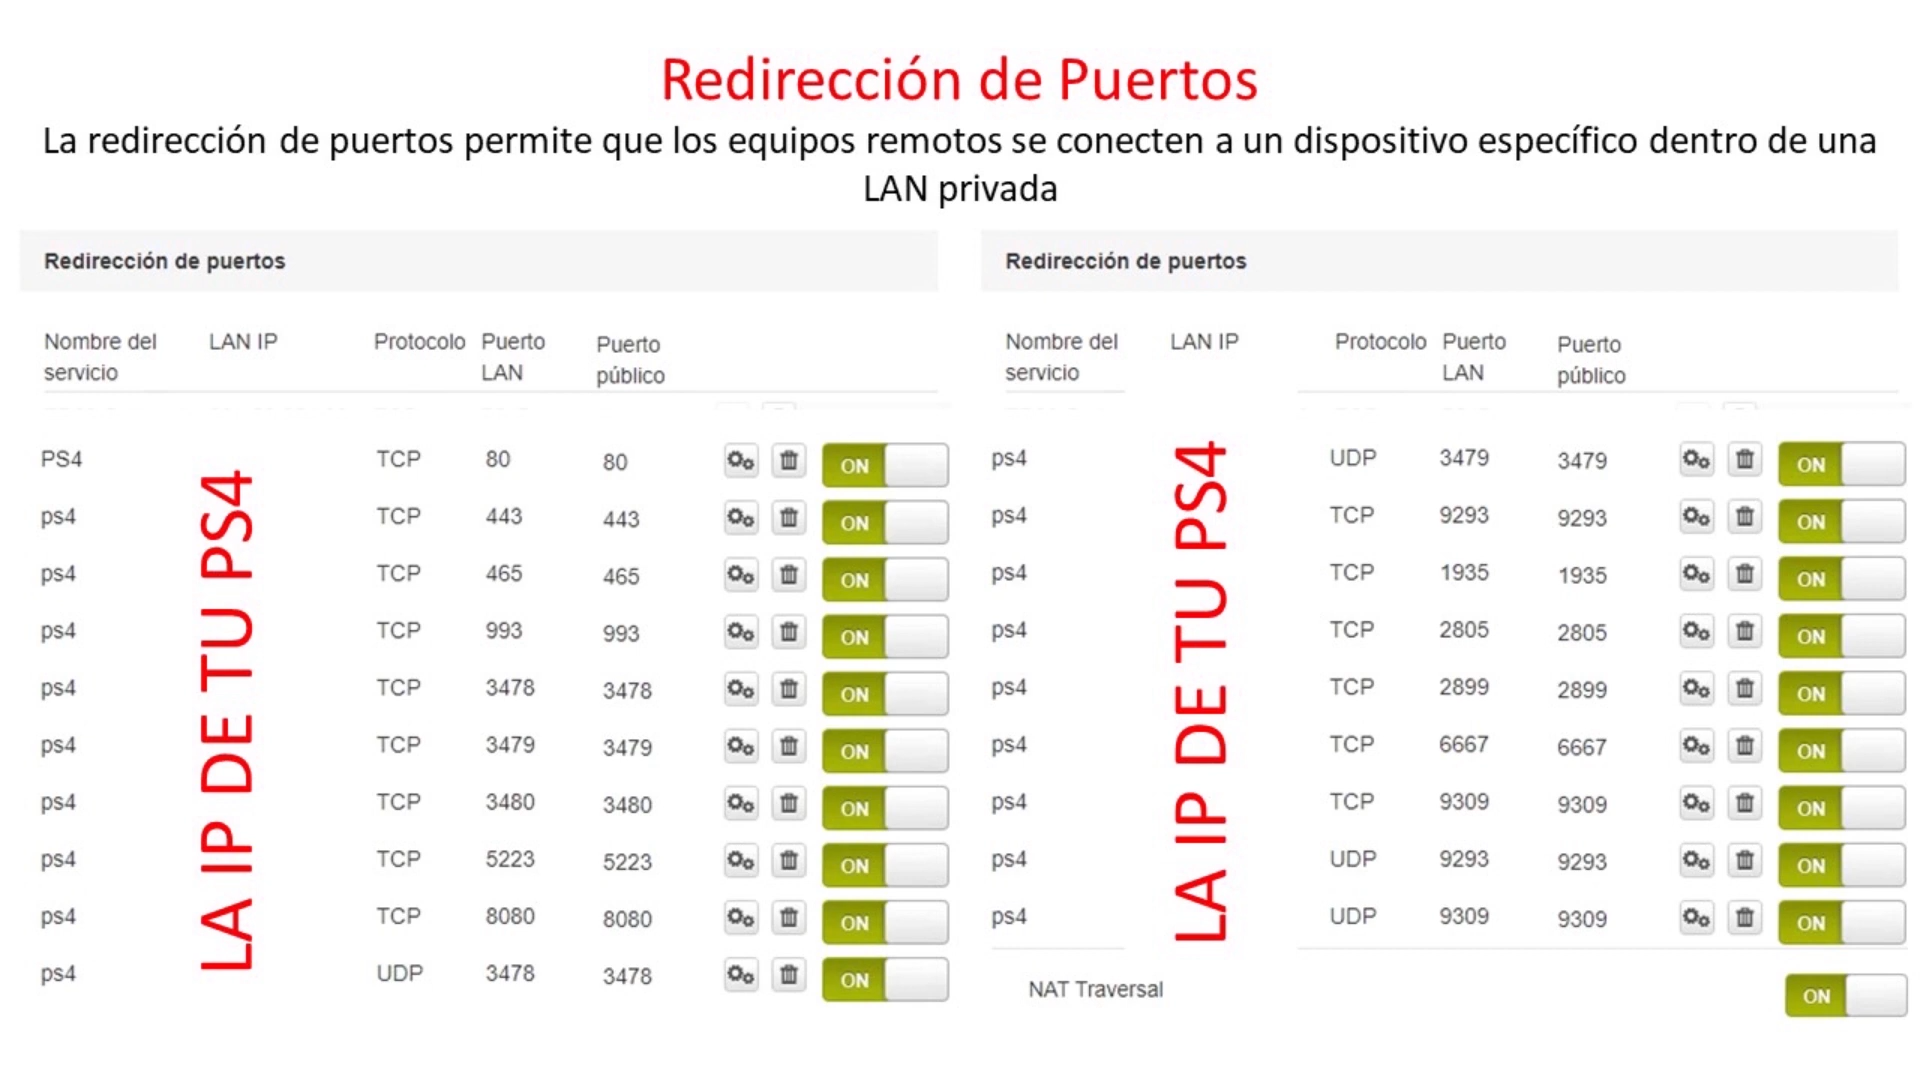 Redirección de Puertos
La redirección de puertos permite que los equipos remotos se conecten a un dispositivo específico dentro de una
LAN privada
Redirección de puertos
Nombre del servicio LAN IP Protocolo Puerto LAN Puerto público
PS4 TCP 80 80 ON
ps4 TCP 443 443 ON
ps4 TCP 465 465 ON
ps4 TCP 993 993 ON
ps4 TCP 3478 3478 ON
ps4 TCP 3479 3479 ON
ps4 TCP 3480 3480 ON
ps4 TCP 5223 5223 ON
ps4 TCP 8080 8080 ON
ps4 UDP 3478 3478 ON
LA IP DE TU PS4
Redirección de puertos
Nombre del servicio LAN IP Protocolo Puerto LAN Puerto público
ps4 UDP 3479 3479 ON
ps4 TCP 9293 9293 ON
ps4 TCP 1935 1935 ON
ps4 TCP 2805 2805 ON
ps4 TCP 2899 2899 ON
ps4 TCP 6667 6667 ON
ps4 TCP 9309 9309 ON
ps4 UDP 9293 9293 ON
ps4 UDP 9309 9309 ON
LA IP DE TU PS4
NAT Traversal ON